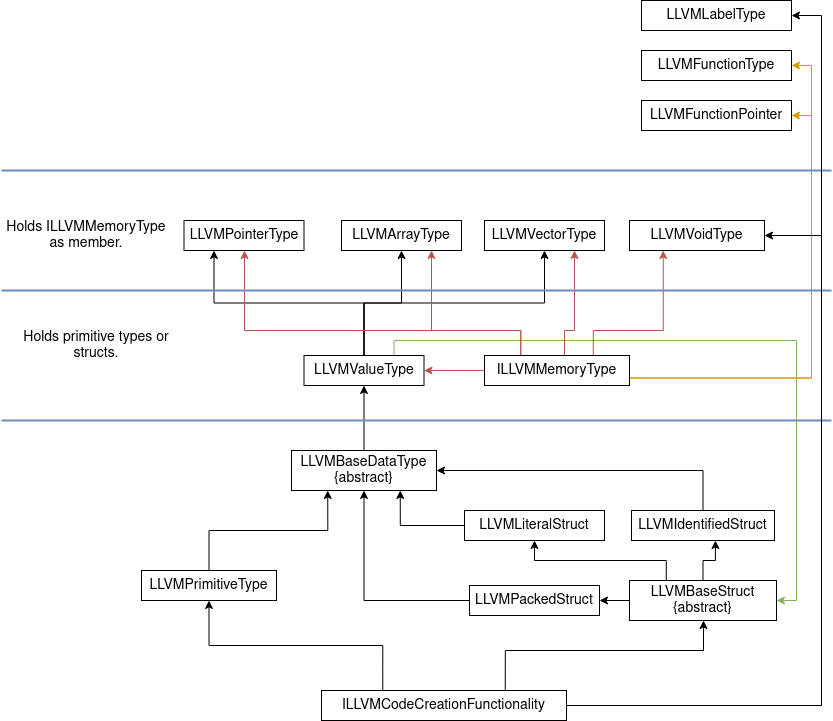 LLVMLabelType
LLVMFunctionType
LLVMFunctionPointer
Holds ILLVMMemoryType
as member.
LLVMPointerType
LLVMArrayType
LLVMVectorType
LLVMVoidType
Holds primitive types or
structs.
LLVMValueType
ILLVMMemoryType
LLVMBaseDataType
{abstract}
LLVMLiteralStruct
LLVMIdentifiedStruct
LLVMPrimitiveType
LLVMPackedStruct
LLVMBaseStruct
{abstract}
ILLVMCodeCreationFunctionality